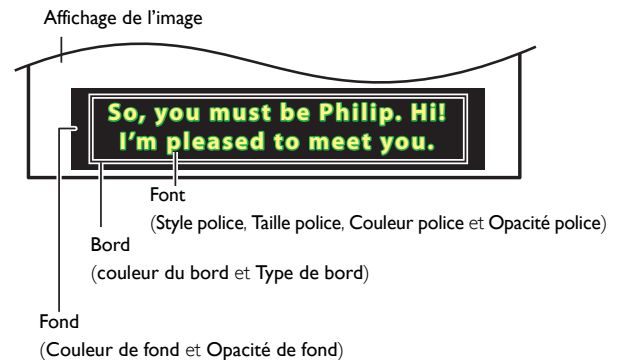 Affichage de l’image
So, you must be Philip. Hi!
I’m pleased to meet you.
Font
(Style police, Taille police, Couleur police et Opacité police)
Bord
(couleur du bord et Type de bord)
Fond
(Couleur de fond et Opacité de fond)